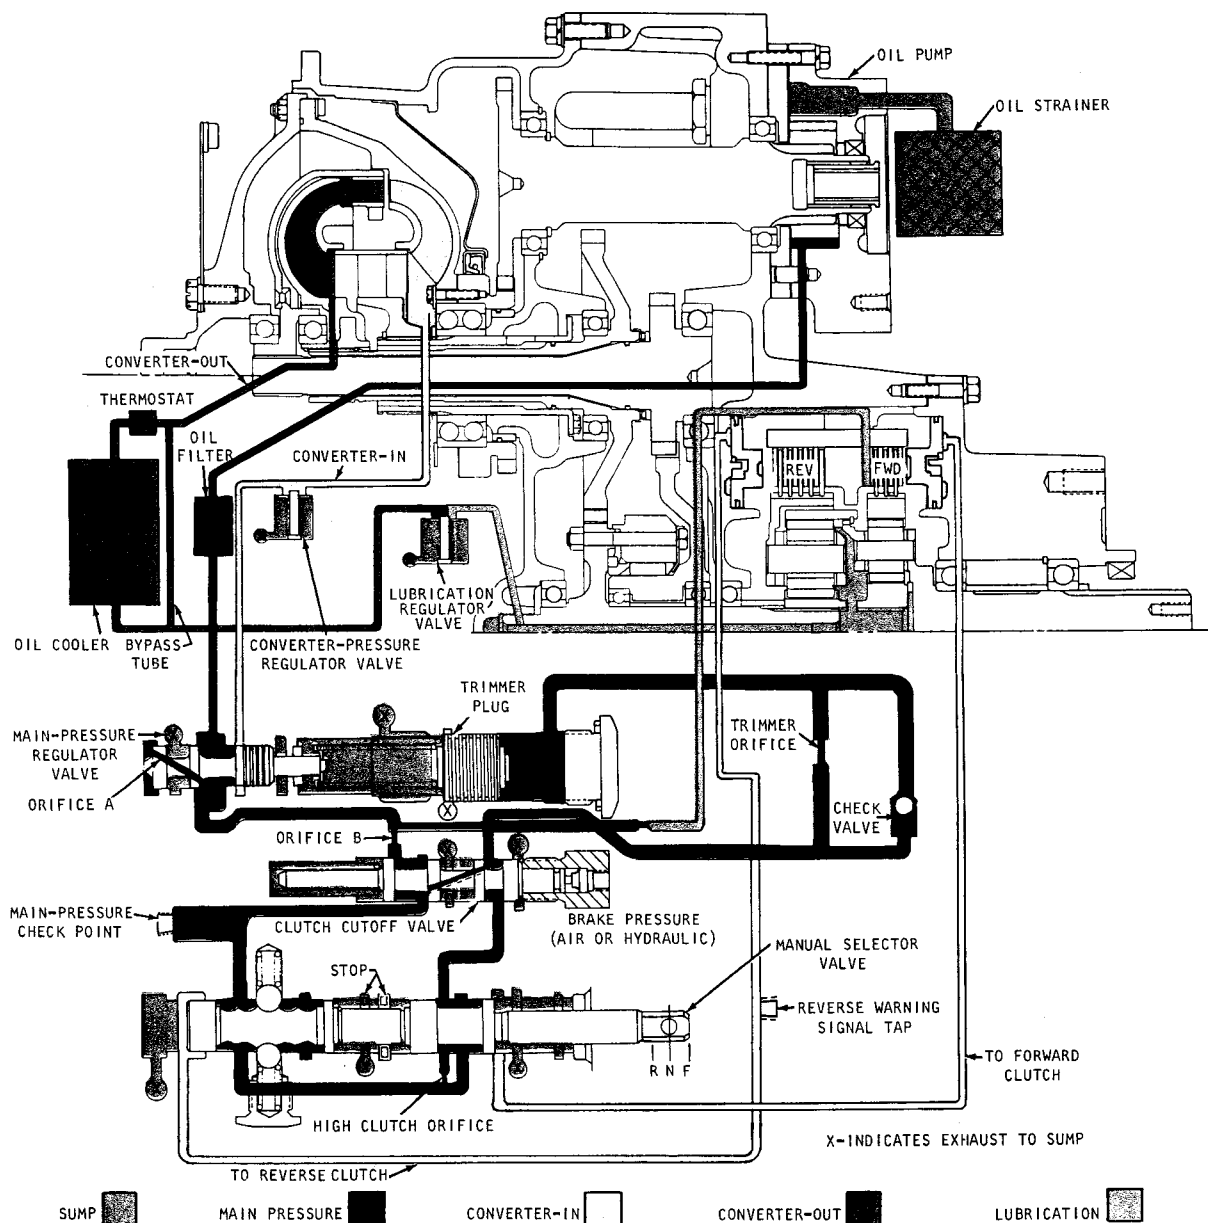 OIL PUMP
OIL STRAINER
CONVERTER-OUT
THERMOSTAT
OIL
FILTER
CONVERTER-IN
REV
FWD
LUBRICATION
REGULATOR
VALVE
OIL COOLER
BYPASS
TUBE
CONVERTER-PRESSURE
REGULATOR VALVE
TRIMMER
PLUG
MAIN-PRESSURE
REGULATOR
VALVE
TRIMMER
ORIFICE
ORIFICE A
X
CHECK
VALVE
ORIFICE B
MAIN-PRESSURE
CHECK POINT
CLUTCH CUTOFF VALVE
BRAKE PRESSURE
(AIR OR HYDRAULIC)
MANUAL SELECTOR
VALVE
STOP
REVERSE WARNING
SIGNAL TAP
R N F
TO FORWARD
CLUTCH
HIGH CLUTCH ORIFICE
X-INDICATES EXHAUST TO SUMP
TO REVERSE CLUTCH
SUMP
MAIN PRESSURE
CONVERTER-IN
CONVERTER-OUT
LUBRICATION